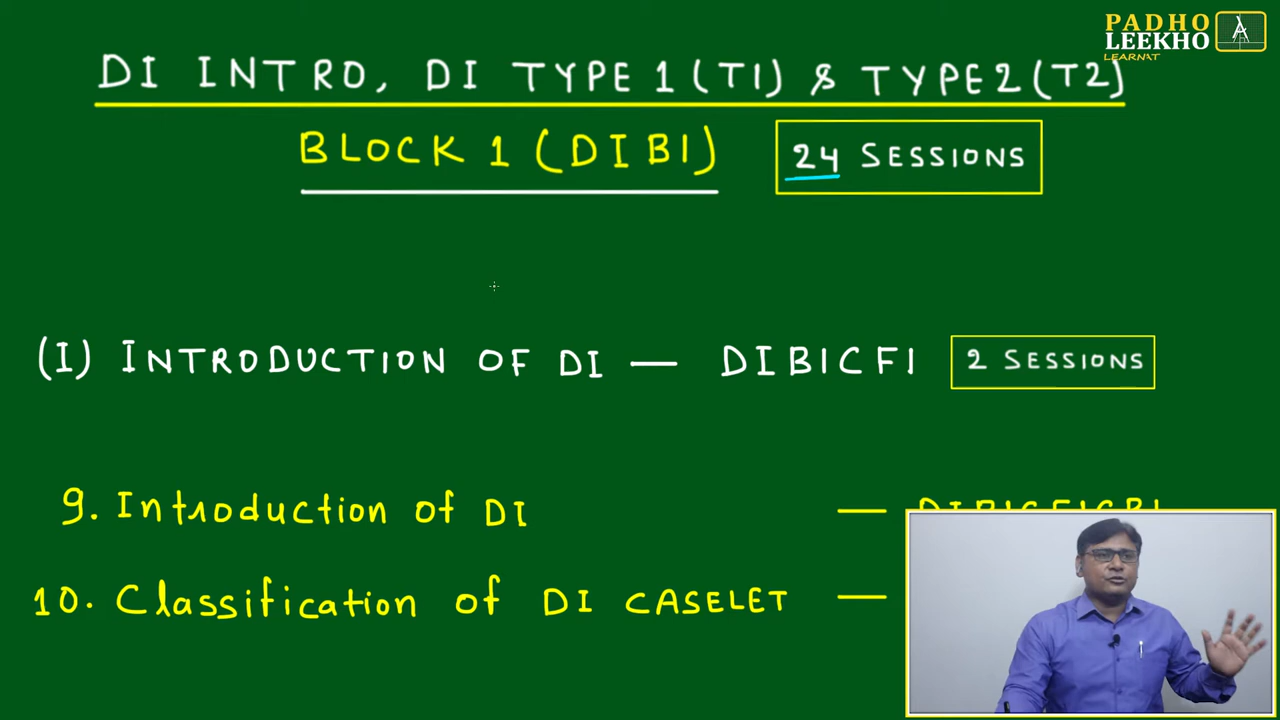 PADHO
LEEKHO
LEARNAT
DI INTRO, DI TYPE 1 (T1) & TYPE 2 (T2)
BLOCK 1 (DIB1)
24 SESSIONS
(I) INTRODUCTION OF DI — DIB1CF1
2 SESSIONS
9. Introduction of DI —
10. Classification of DI CASELET —